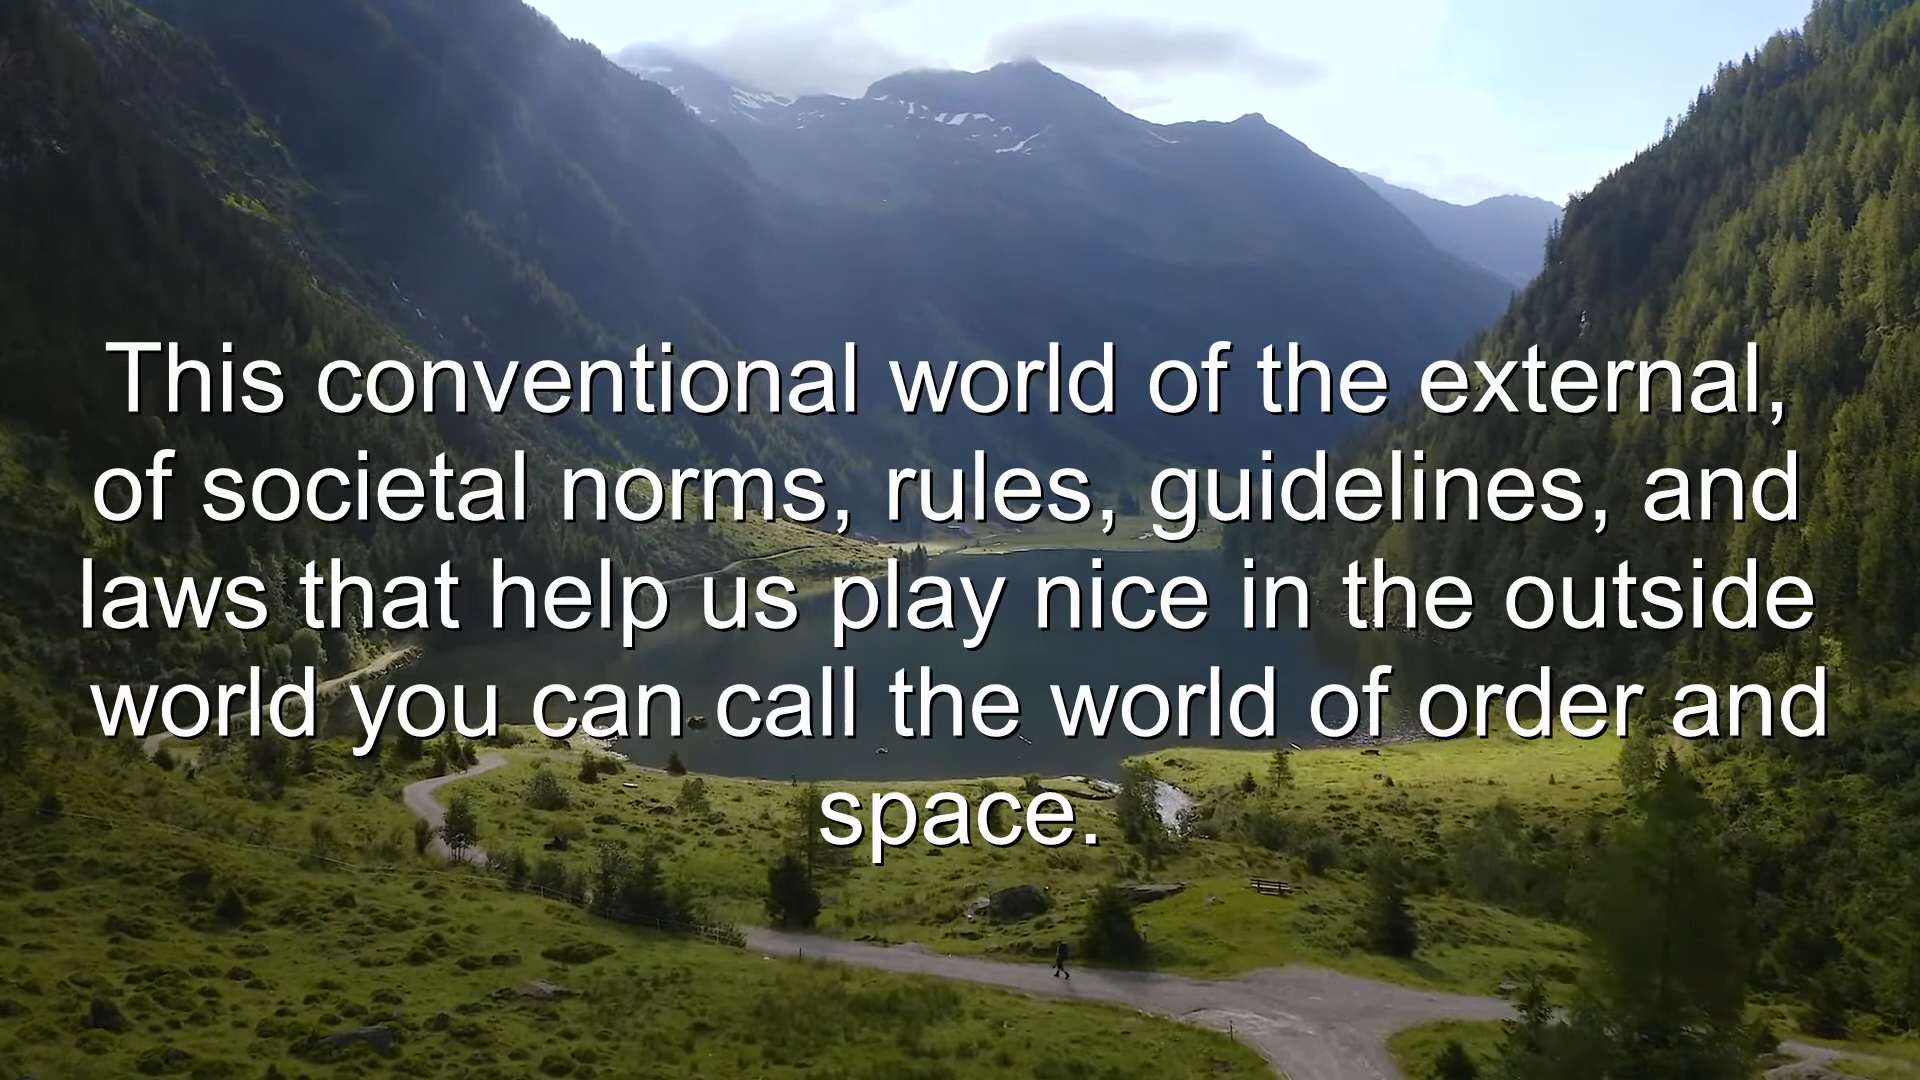 This conventional world of the external,
of societal norms, rules, guidelines, and
laws that help us play nice in the outside
world you can call the world of order and
space.